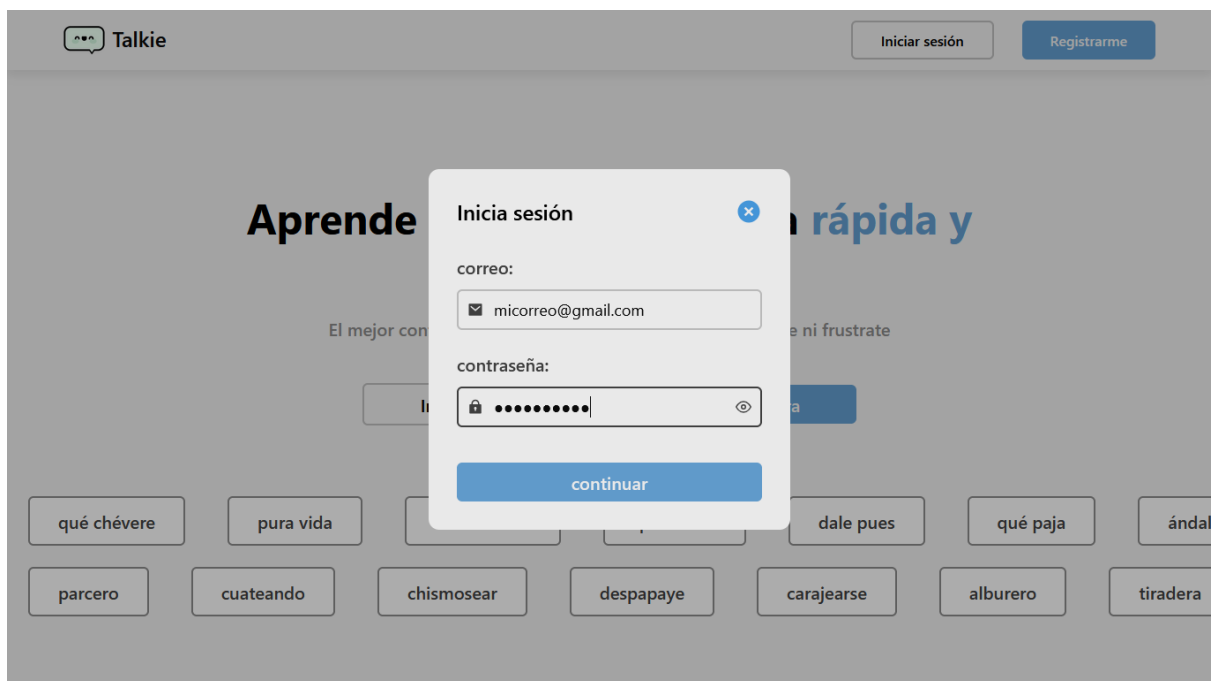 Talkie
Iniciar sesión
Registrarme
Aprende rápida y
Inicia sesión
correo:
micorreo@gmail.com
contraseña:
••••••••••
continuar
El mejor con e ni frustrate
qué chévere
pura vida
dale pues
qué paja
ándal
parcero
cuateando
chismosear
despapaye
carajearse
alburero
tiradera